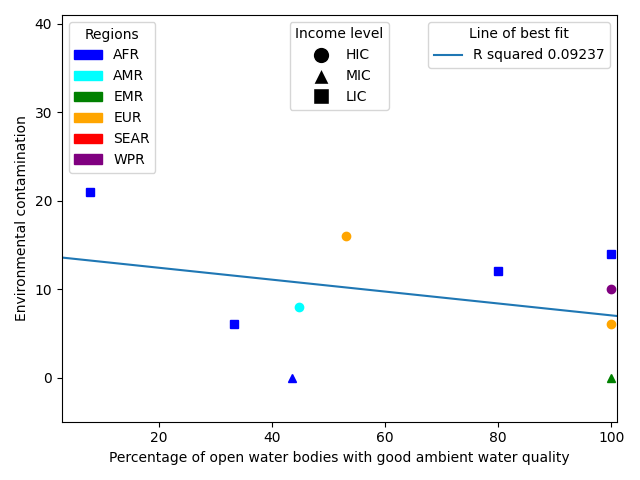 Regions
AFR
AMR
EMR
EUR
SEAR
WPR
Income level
HIC
MIC
LIC
Line of best fit
R squared 0.09237
Environmental contamination
40
30
20
10
0
20
40
60
80
100
Percentage of open water bodies with good ambient water quality